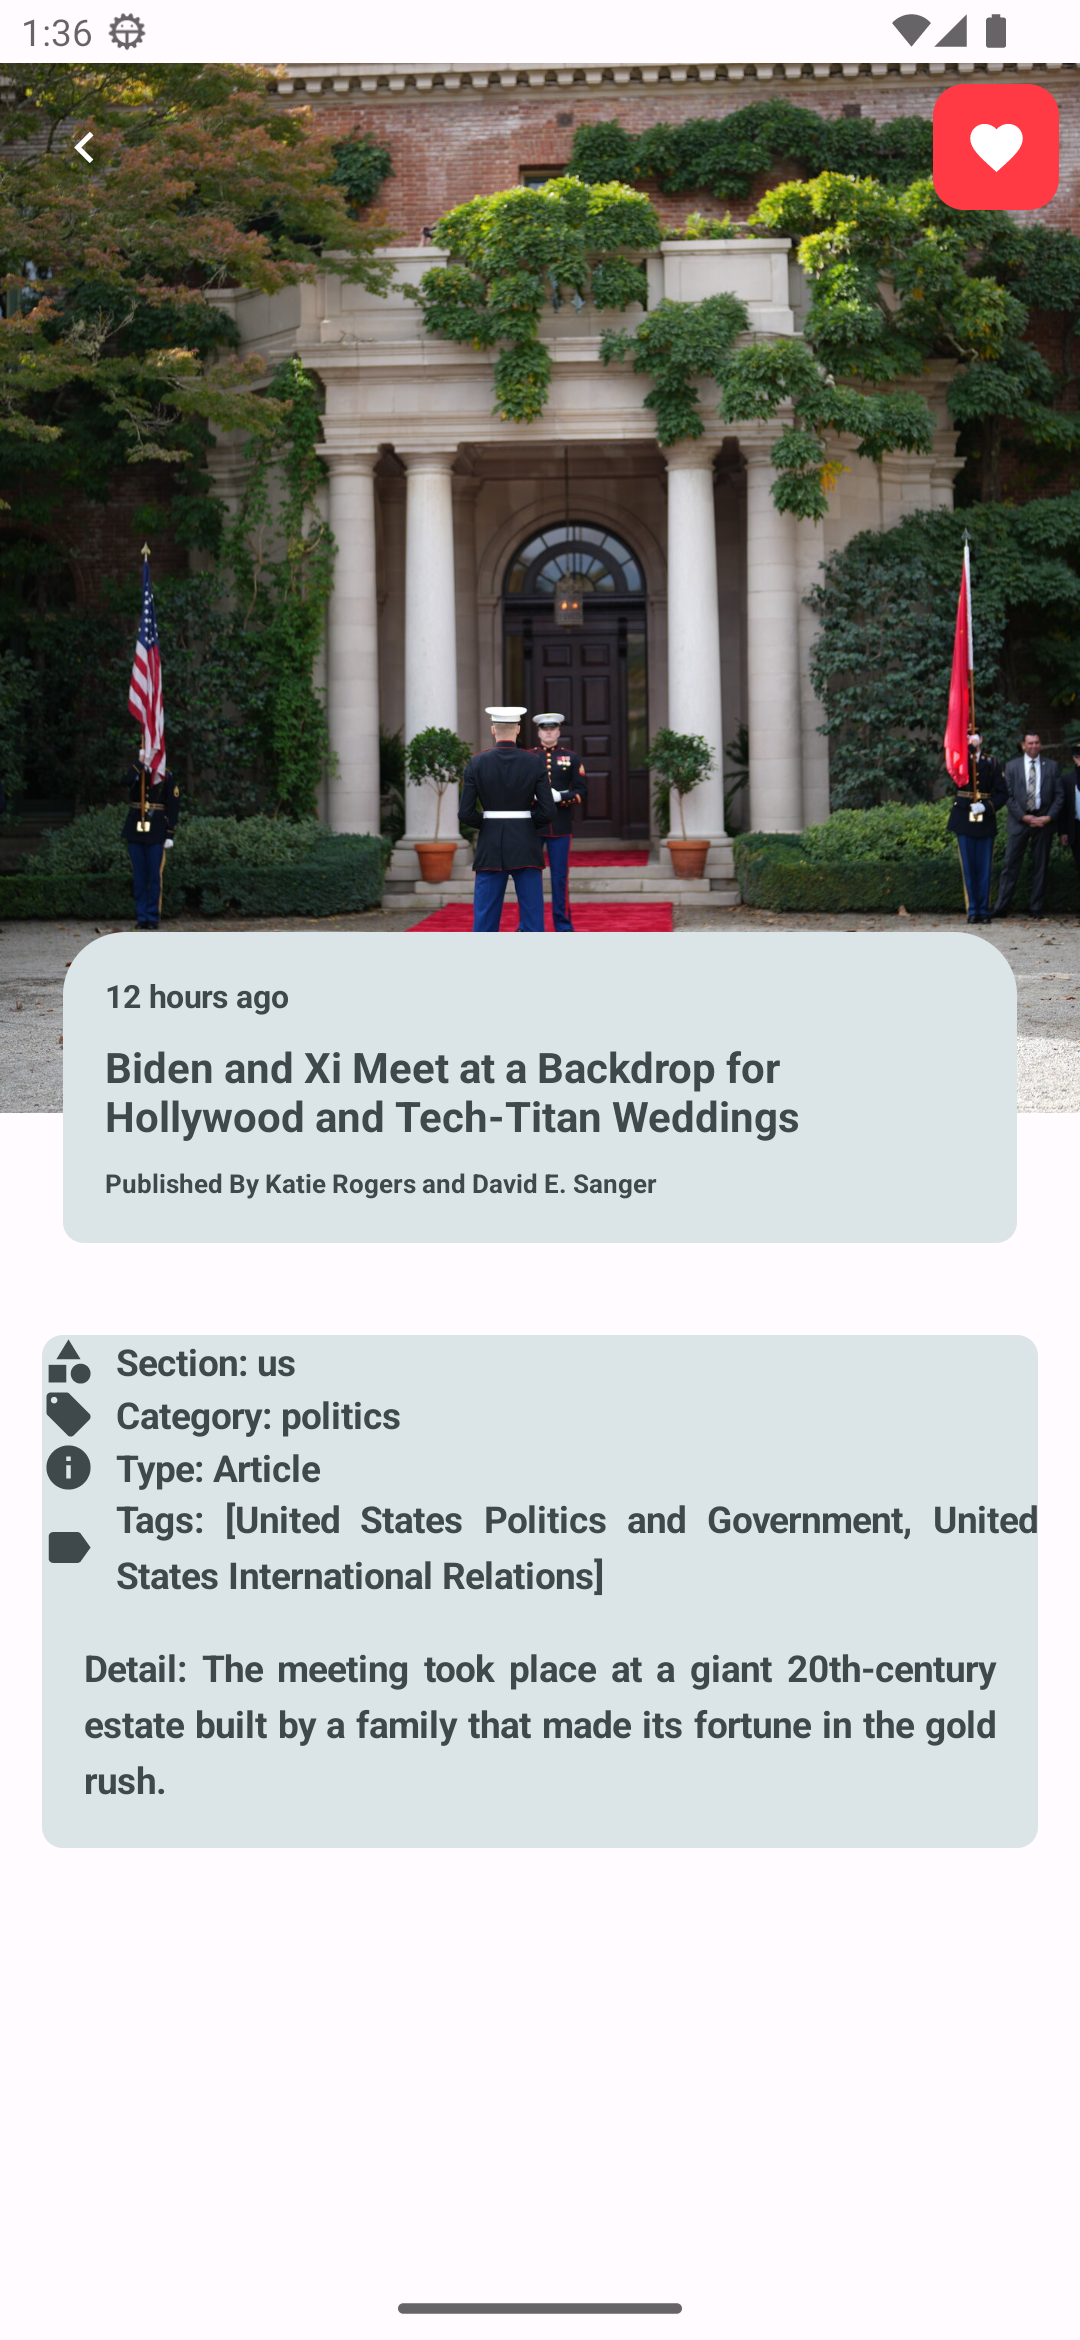 1:36
12 hours ago
Biden and Xi Meet at a Backdrop for
Hollywood and Tech-Titan Weddings
Published By Katie Rogers and David E. Sanger
Section: us
Category: politics
Type: Article
Tags: [United States Politics and Government, United
States International Relations]
Detail: The meeting took place at a giant 20th-century
estate built by a family that made its fortune in the gold
rush.